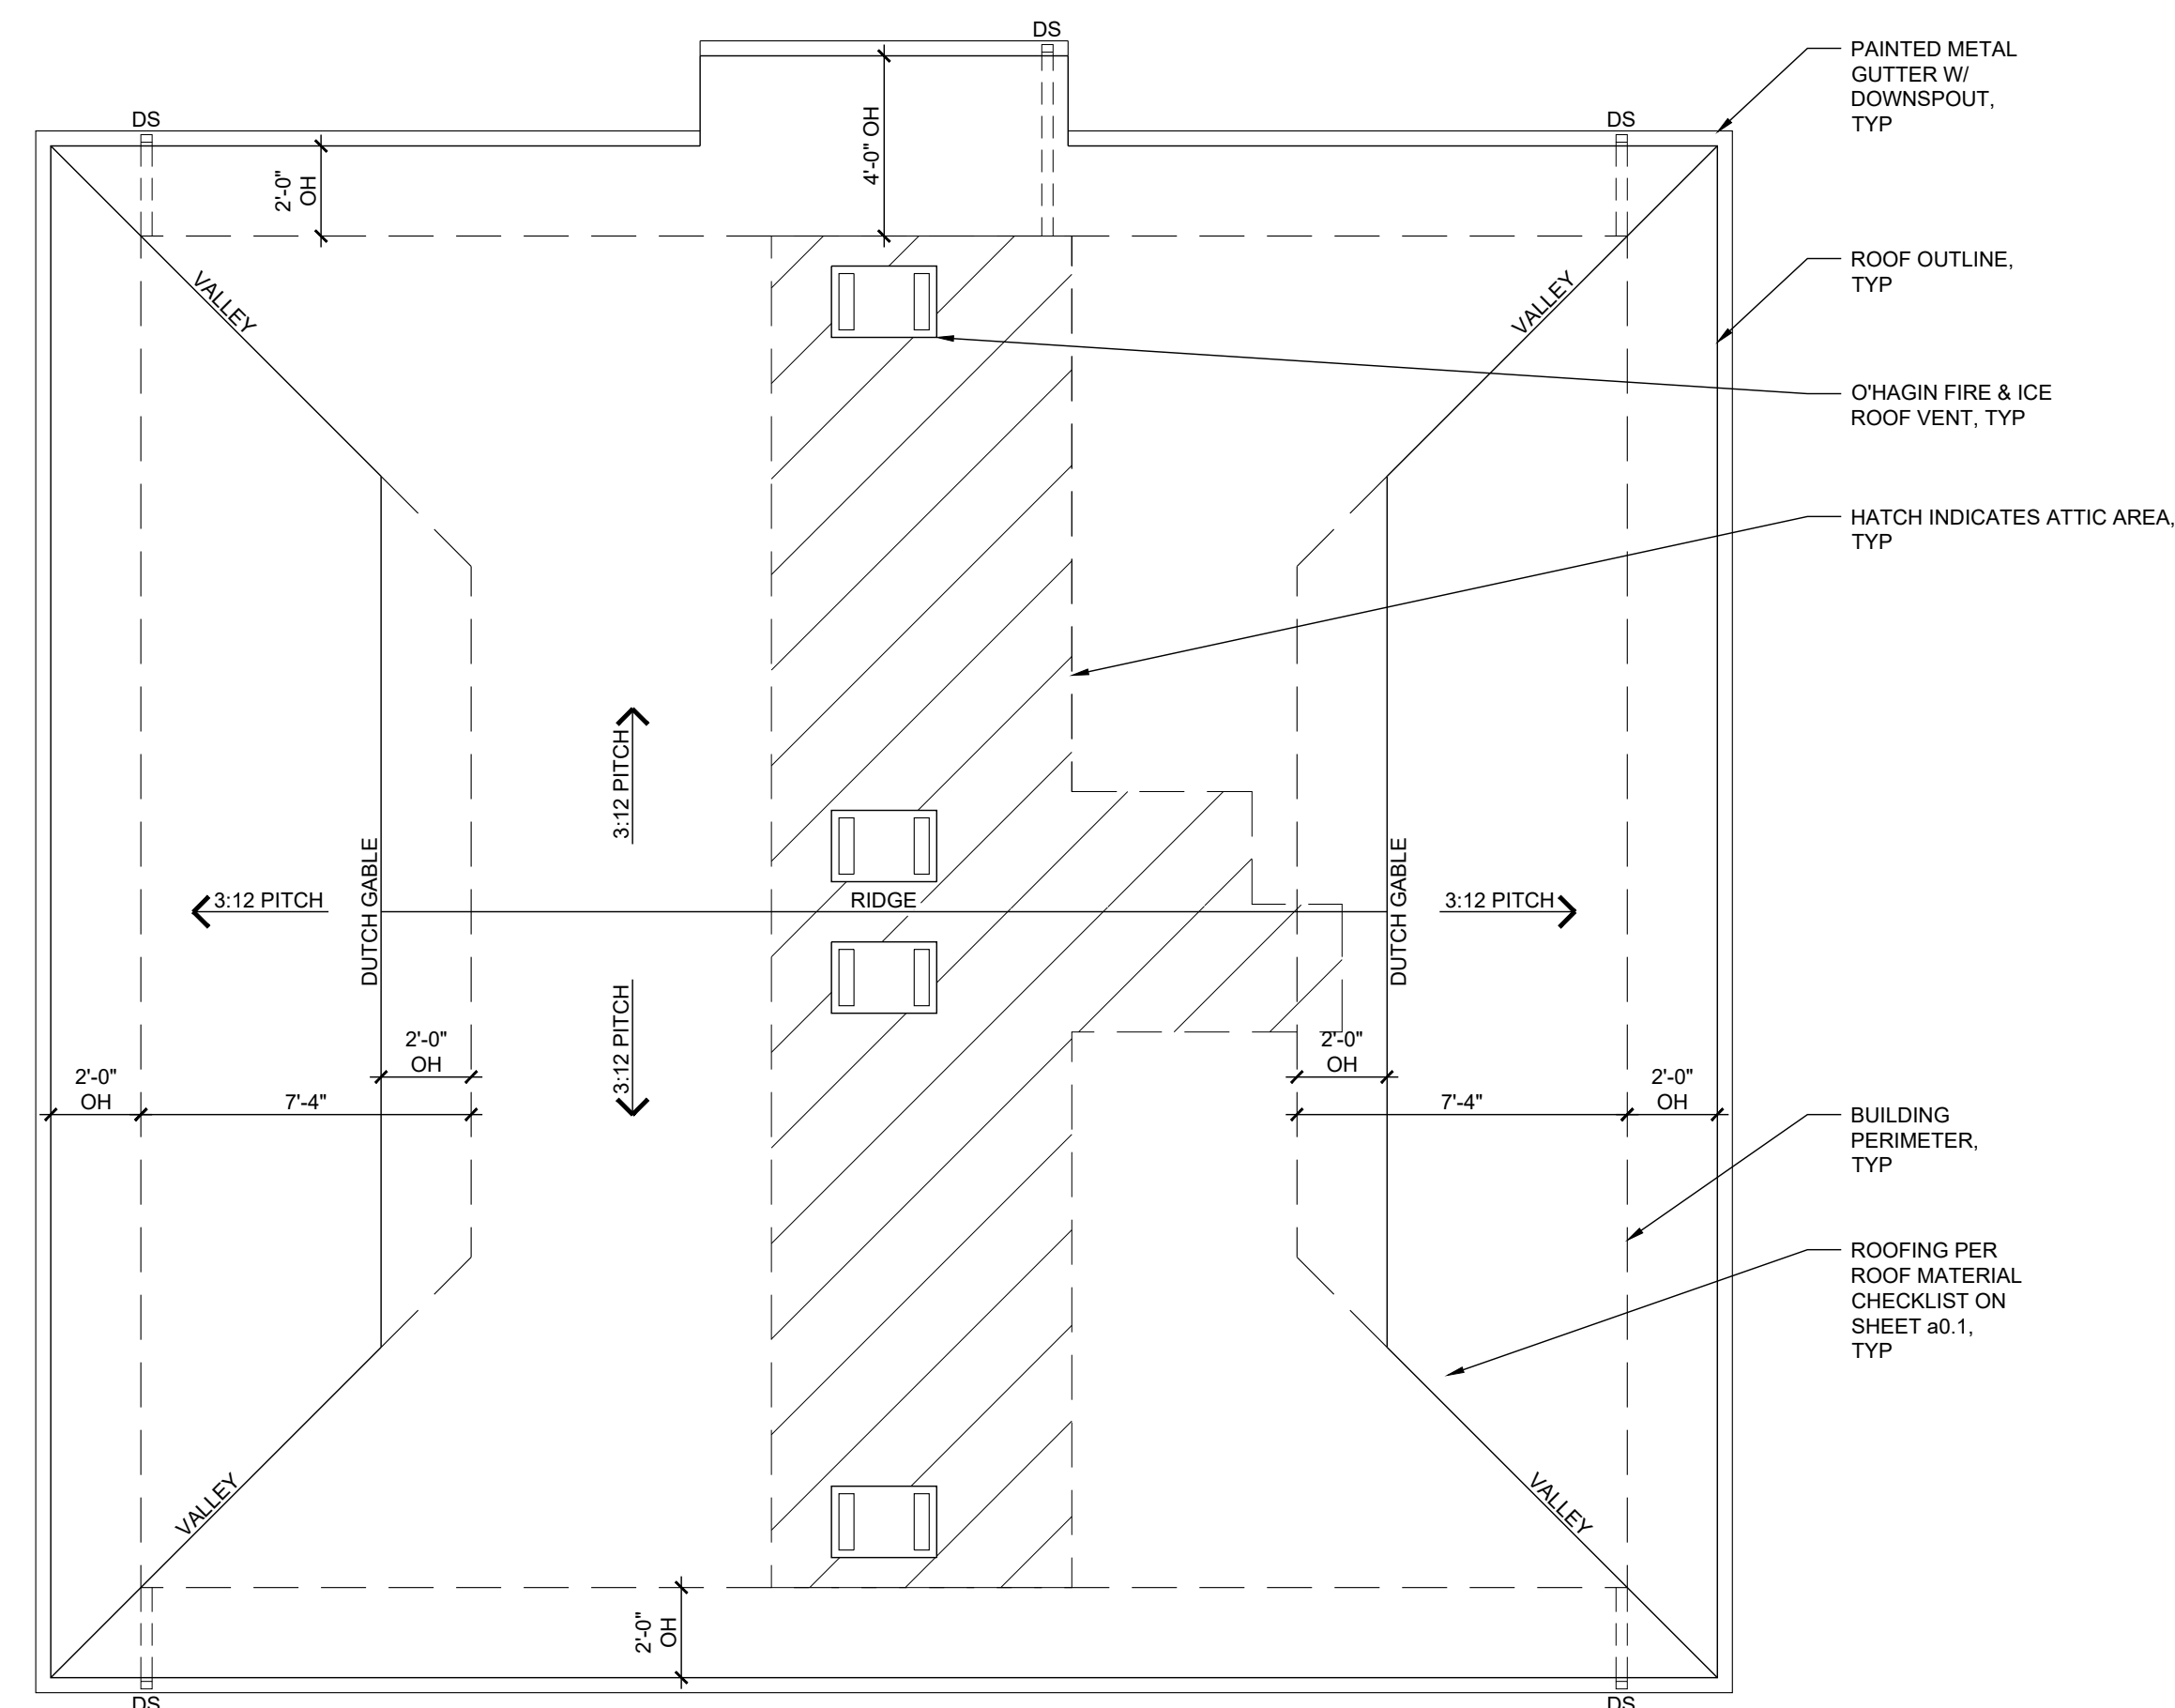 DS
PAINTED METAL
GUTTER W/
DOWNSPOUT,
TYP
DS
DS
2'-0"
OH
4'-0" OH
ROOF OUTLINE,
TYP
VALLEY
VALLEY
O'HAGIN FIRE & ICE
ROOF VENT, TYP
HATCH INDICATES ATTIC AREA,
TYP
3:12 PITCH
3:12 PITCH
DUTCH GABLE
RIDGE
DUTCH GABLE
3:12 PITCH
3:12 PITCH
2'-0"
OH
2'-0"
OH
2'-0"
OH
7'-4"
7'-4"
2'-0"
OH
BUILDING
PERIMETER,
TYP
ROOFING PER
ROOF MATERIAL
CHECKLIST ON
SHEET a0.1,
TYP
VALLEY
VALLEY
2'-0"
OH
DS
DS